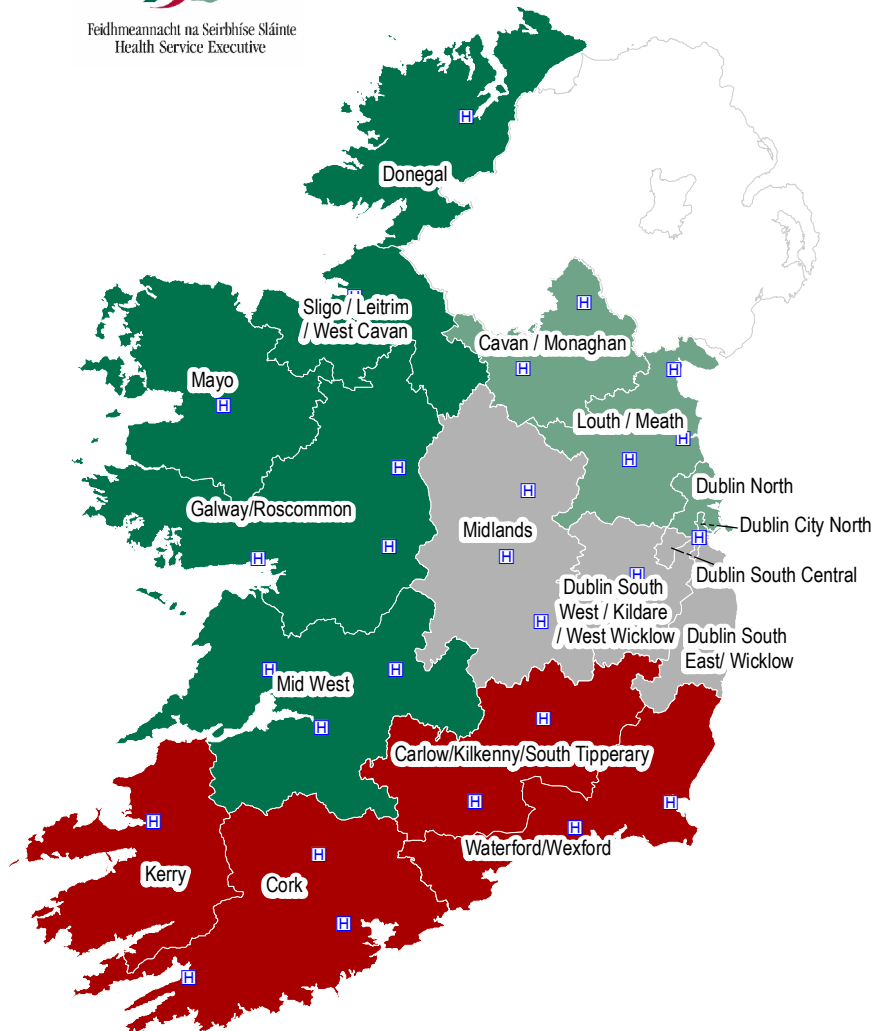 Feidhmeannacht na Seirbhíse Sláinte
Health Service Executive
H
Donegal
H
Sligo / Leitrim
/ West Cavan
H
Cavan / Monaghan
H
H
Mayo
H
Louth / Meath
H
H
H
Dublin North
H
Galway/Roscommon
Midlands
Dublin City North
H
H
H
H
Dublin South Central
H
Dublin South
West / Kildare
/ West Wicklow
H
Dublin South
East/ Wicklow
H
Mid West
H
H
H
Carlow/Kilkenny/South Tipperary
H
H
H
H
Waterford/Wexford
H
Kerry
Cork
H
H